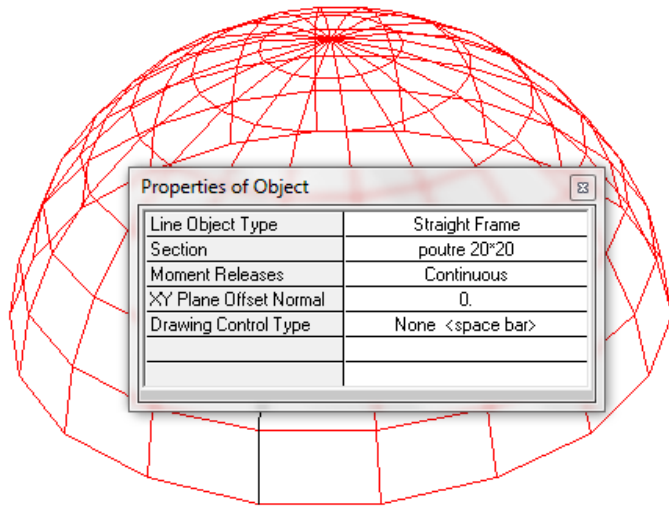 Properties of Object
Line Object Type Straight Frame
Section poutre 20*20
Moment Releases Continuous
XY Plane Offset Normal 0.
Drawing Control Type None <space bar>